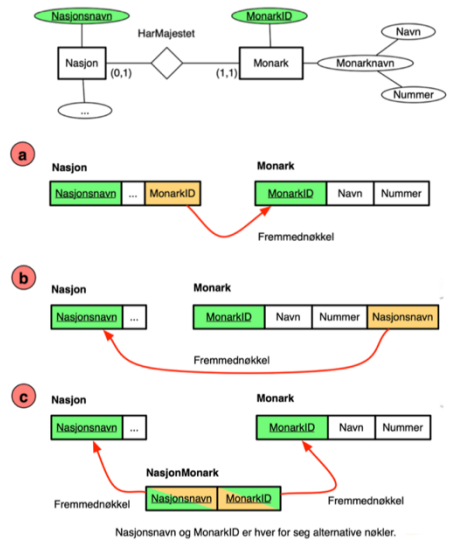 Nasjonsnavn
MonarkID
HarMajestet
Navn
Nasjon
Monark
Monarknavn
(0,1)
(1,1)
...
Nummer
a
Nasjon
Monark
Nasjonsnavn ... MonarkID
MonarkID Navn Nummer
Fremmednøkkel
b
Nasjon
Monark
Nasjonsnavn ...
MonarkID Navn Nummer Nasjonsnavn
Fremmednøkkel
c
Nasjon
Monark
Nasjonsnavn ...
MonarkID Navn Nummer
NasjonMonark
Nasjonsnavn MonarkID
Fremmednøkkel
Fremmednøkkel
Nasjonsnavn og MonarkID er hver for seg alternative nøkler.